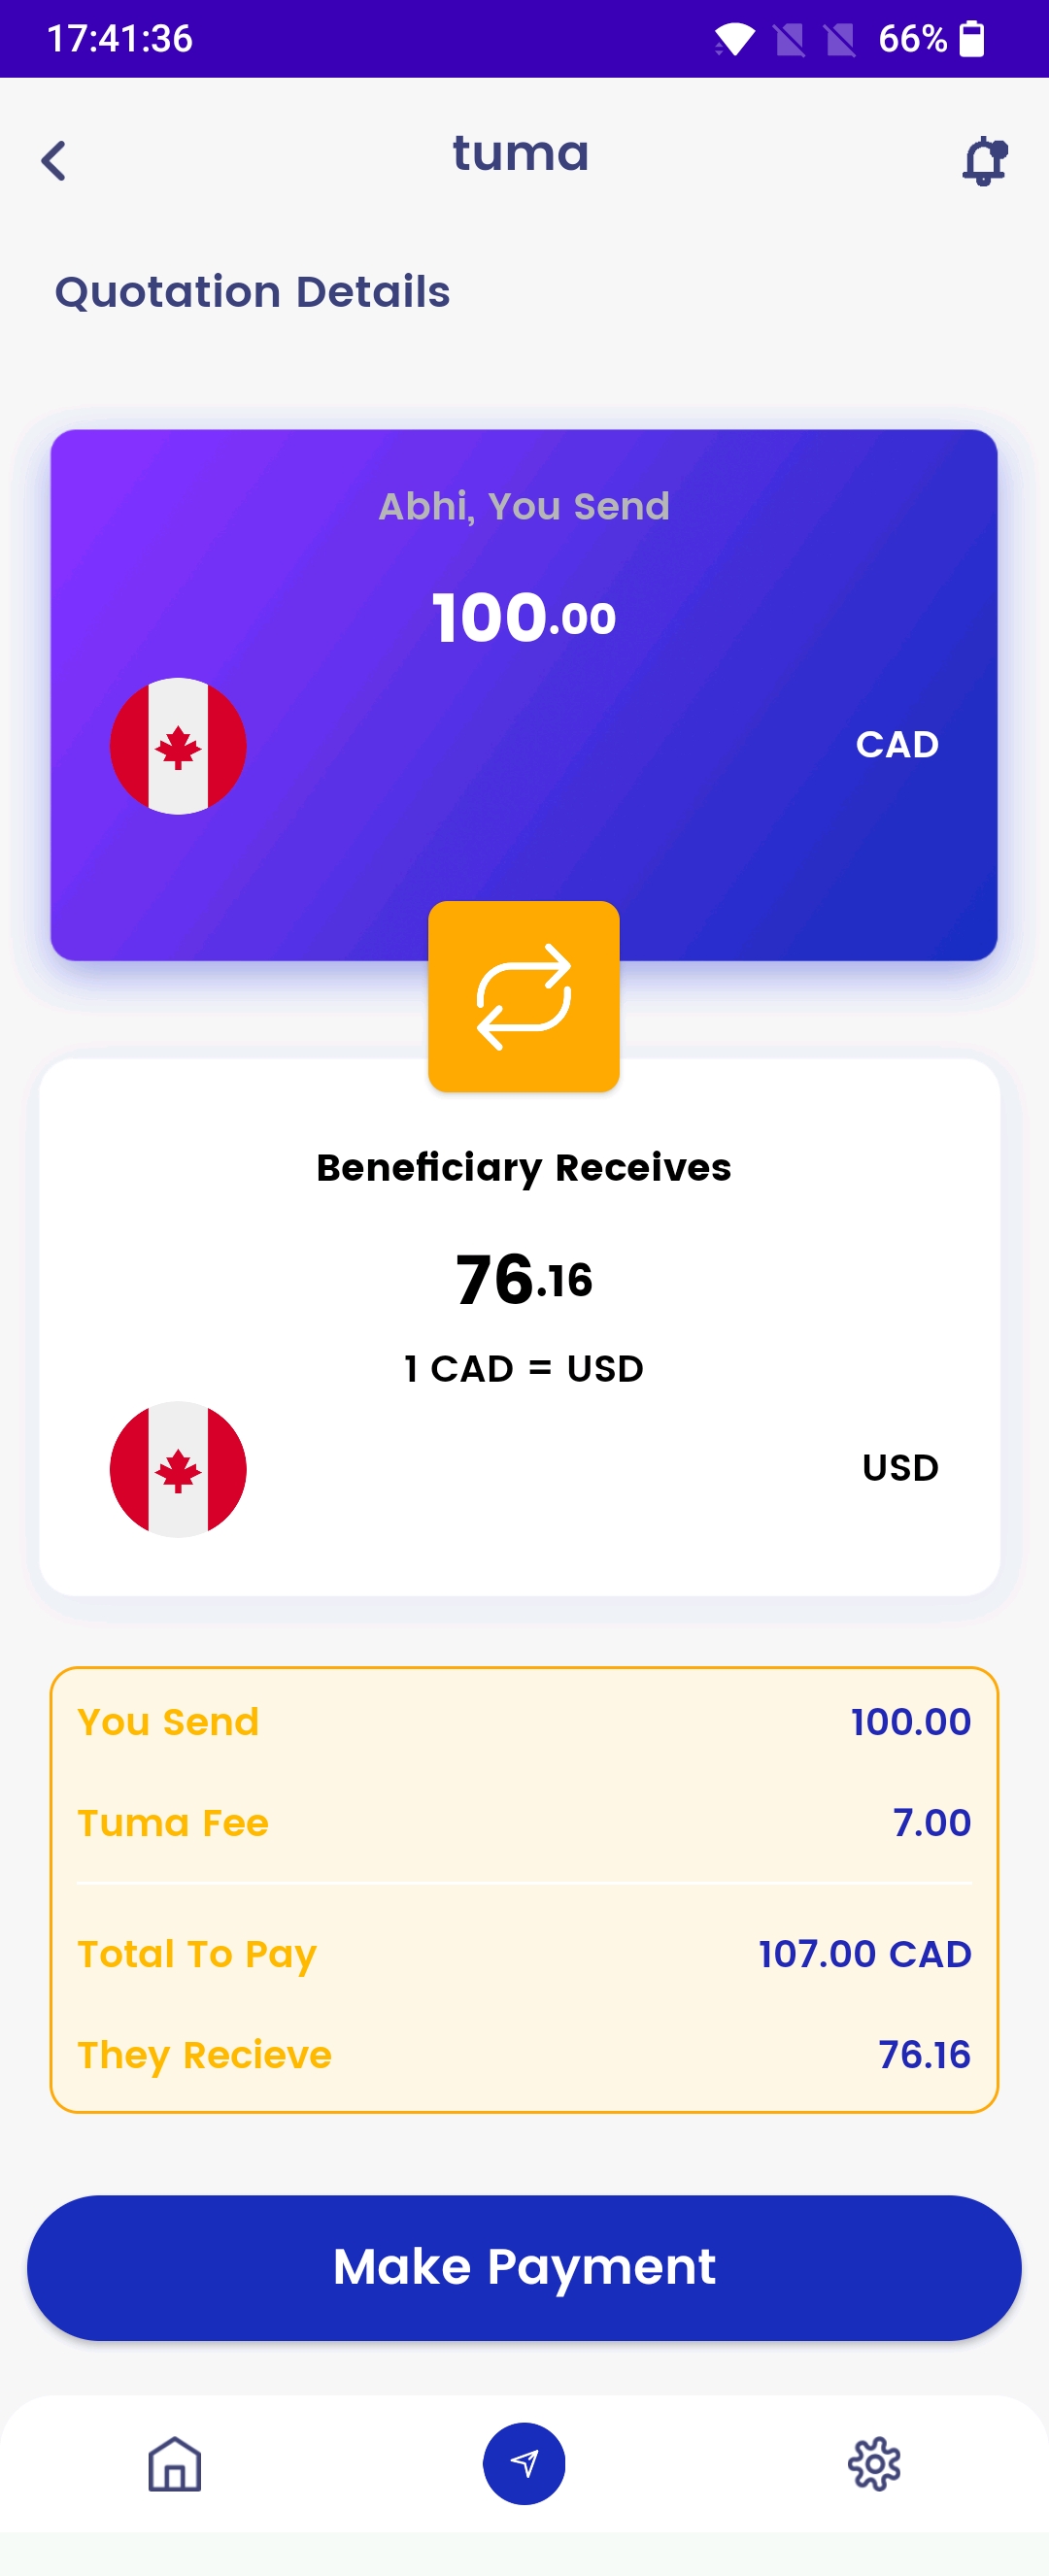 17:41:36 66%
tuma
Quotation Details
Abhi, You Send
100.00
CAD
Beneficiary Receives
76.16
1 CAD = USD
USD
You Send 100.00
Tuma Fee 7.00
Total To Pay 107.00 CAD
They Recieve 76.16
Make Payment